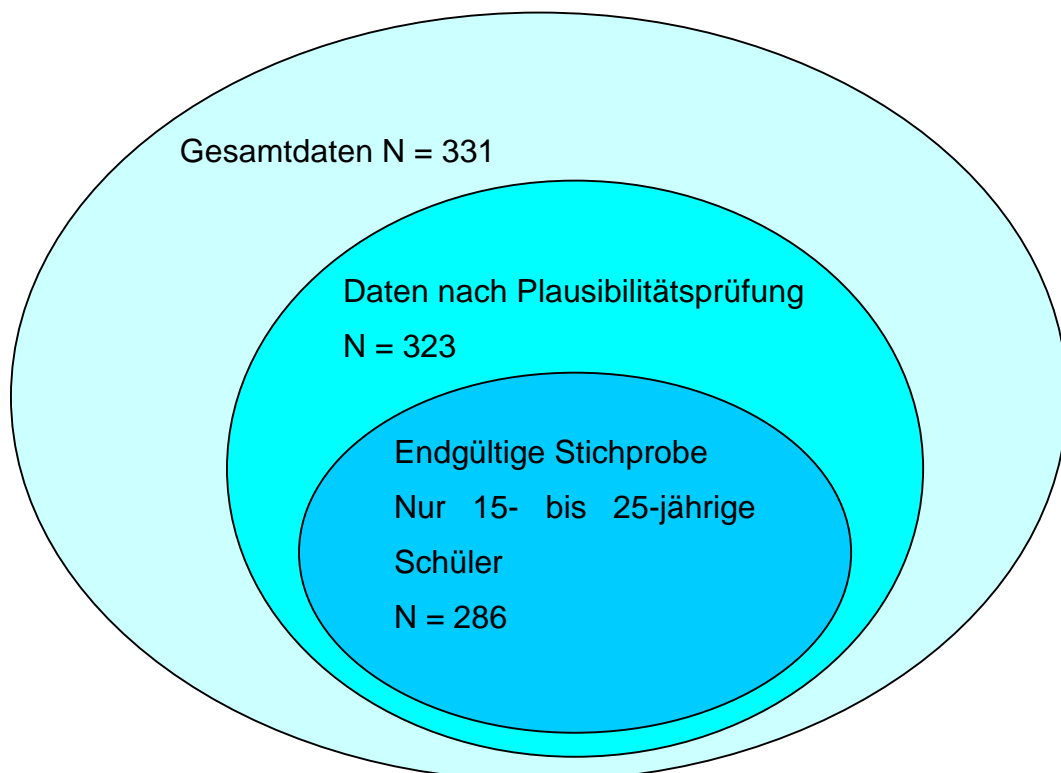 Gesamtdaten N = 331
Daten nach Plausibilitätsprüfung
N = 323
Endgültige Stichprobe
Nur 15- bis 25-jährige
Schüler
N = 286